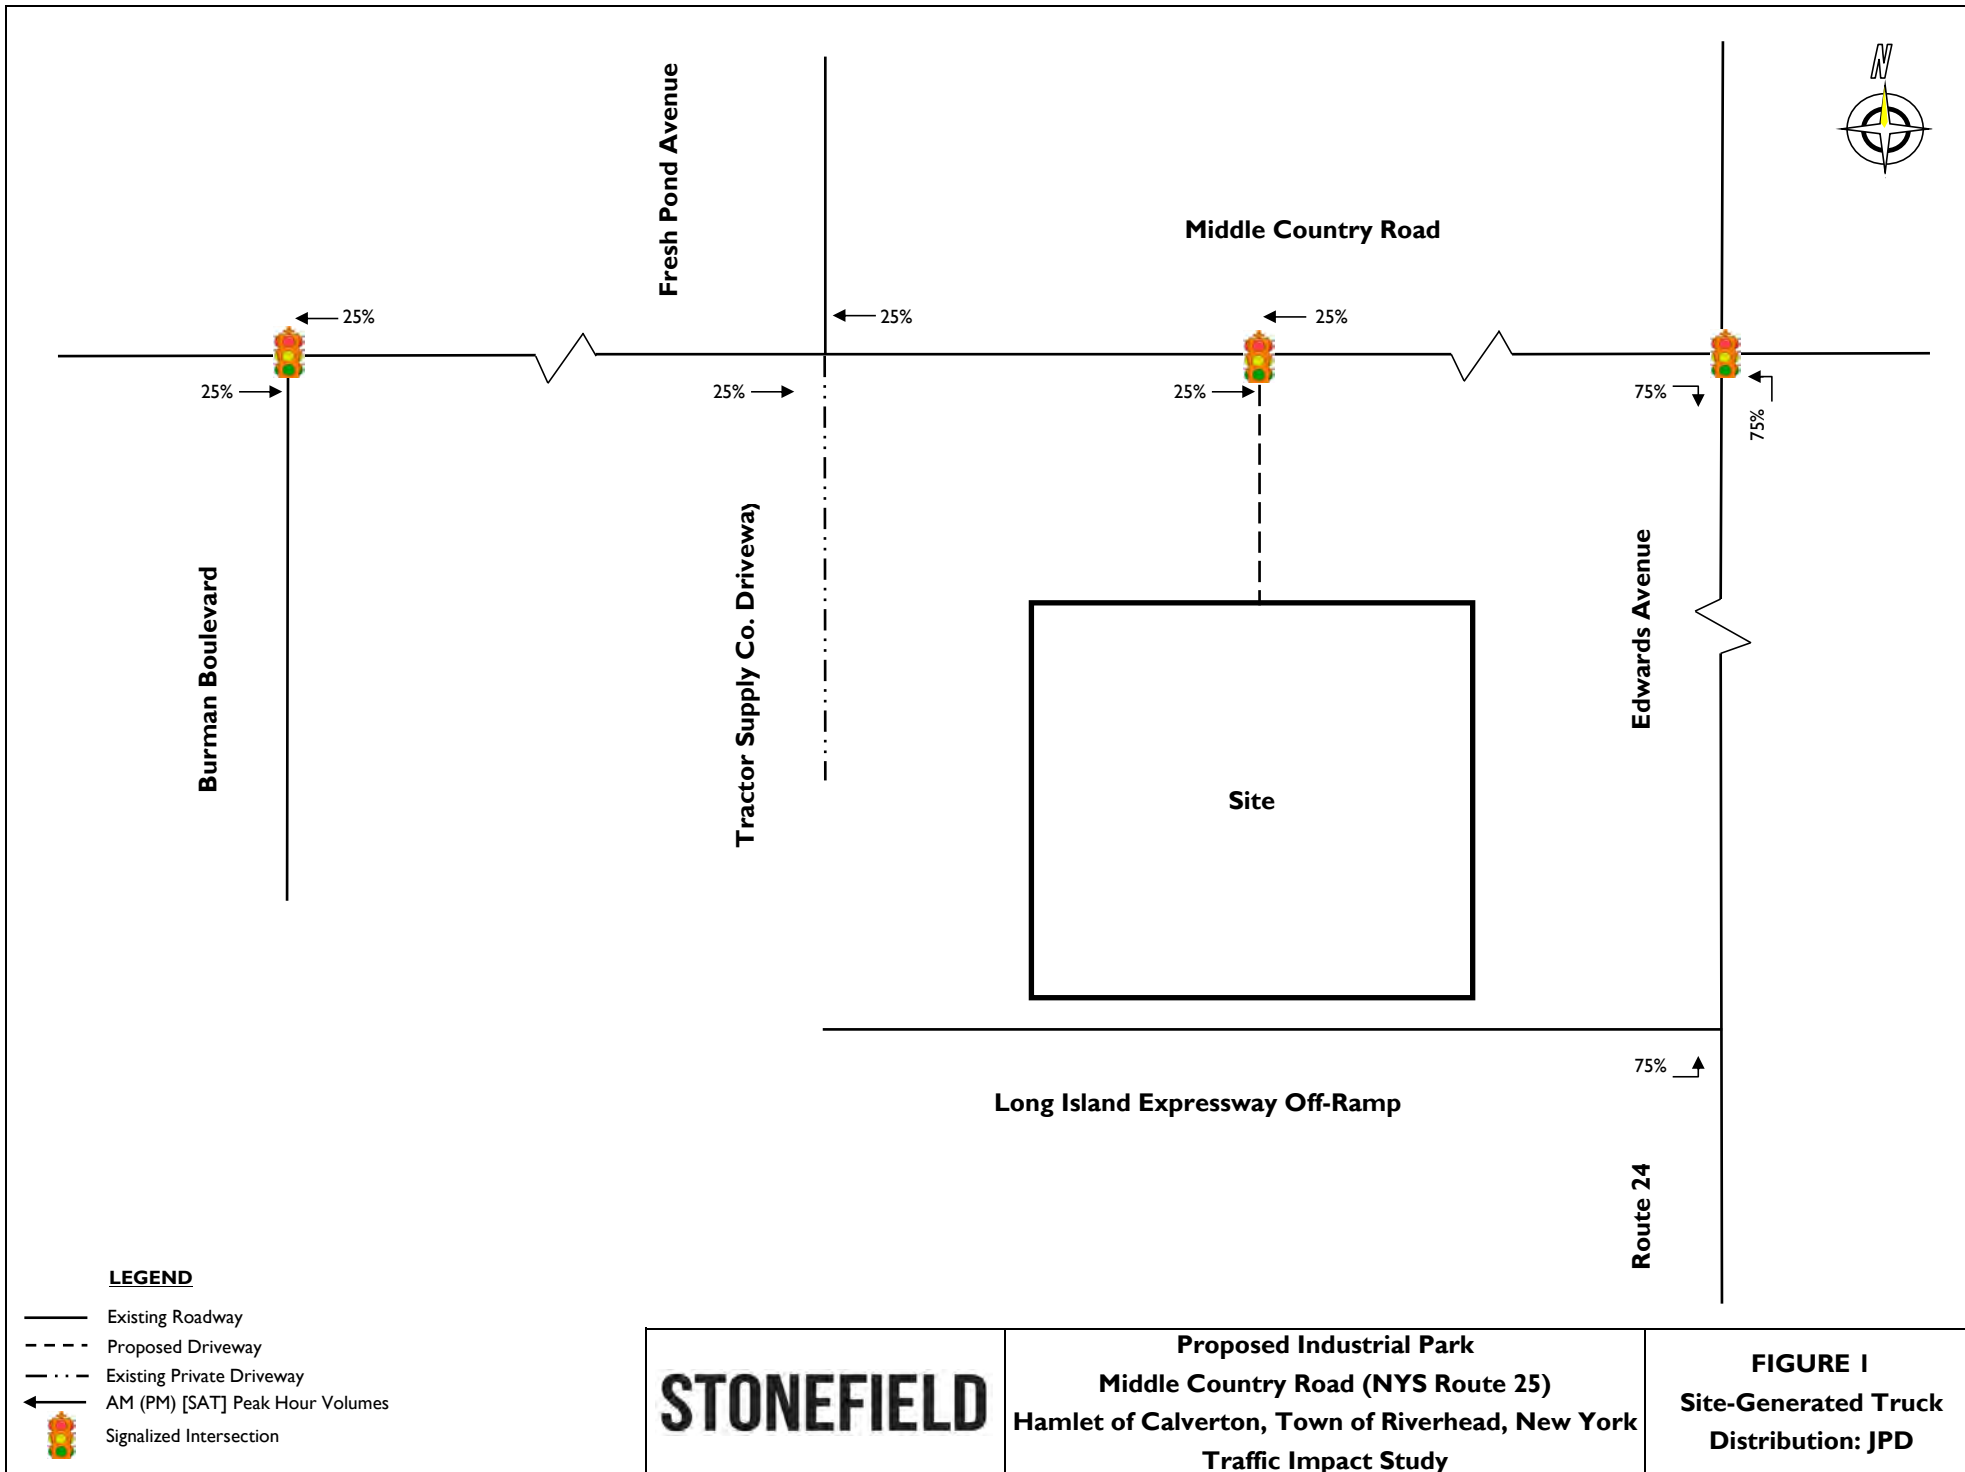 N
Fresh Pond Avenue
Middle Country Road
25%
25%
25%
25%
25%
25%
75%
75%
Burman Boulevard
Tractor Supply Co. Driveway
Edwards Avenue
Site
75%
Long Island Expressway Off-Ramp
Route 24
LEGEND
Existing Roadway
Proposed Driveway
Existing Private Driveway
AM (PM) [SAT] Peak Hour Volumes
Signalized Intersection
STONEFIELD
Proposed Industrial Park
Middle Country Road (NYS Route 25)
Hamlet of Calverton, Town of Riverhead, New York
Traffic Impact Study
FIGURE 1
Site-Generated Truck
Distribution: JPD